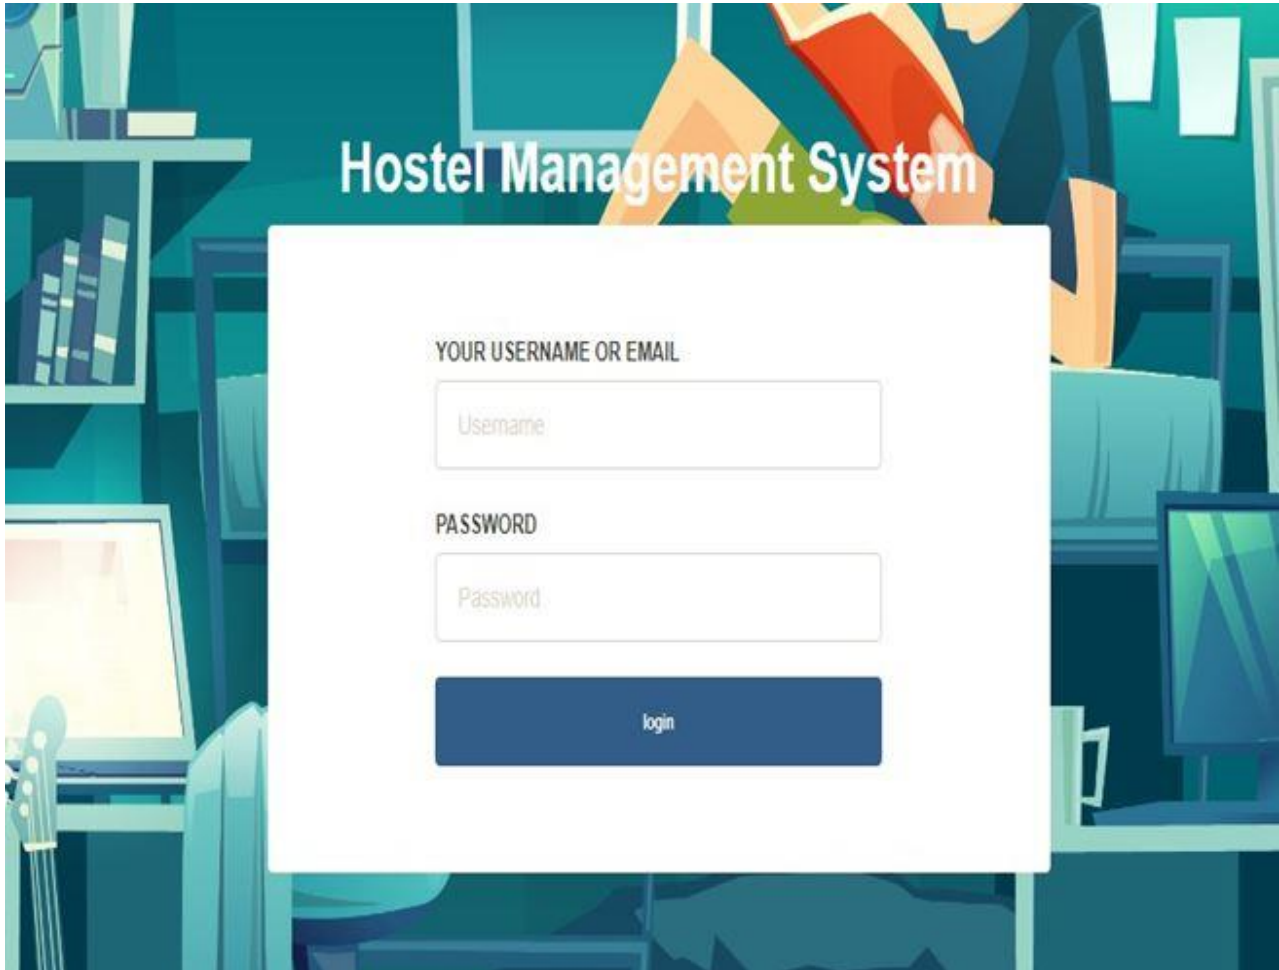 Hostel Management System
YOUR USERNAME OR EMAIL
Username
PASSWORD
Password
login